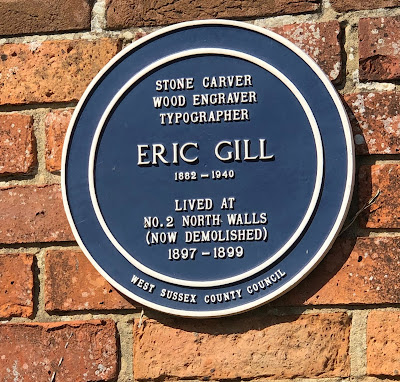 STONE CARVER
WOOD ENGRAVER
TYPOGRAPHER
ERIC GILL
1882 – 1940
LIVED AT
NO. 2 NORTH WALLS
(NOW DEMOLISHED)
1897 – 1899
WEST SUSSEX COUNTY COUNCIL